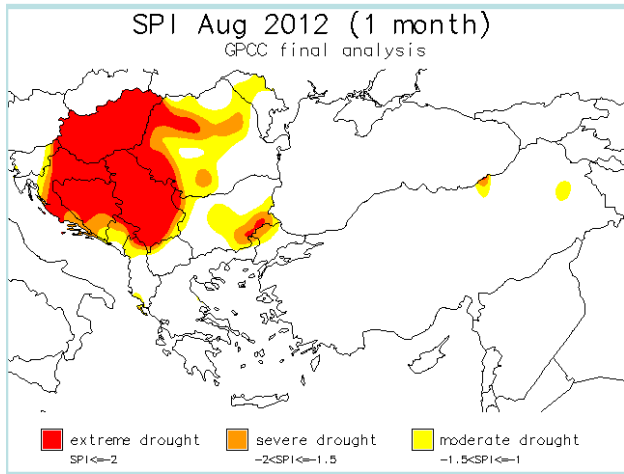 SPI Aug 2012 (1 month)
GPCC final analysis
extreme drought severe drought moderate drought
SPI<=-2 -2<SPI<=-1.5 -1.5<SPI<=-1